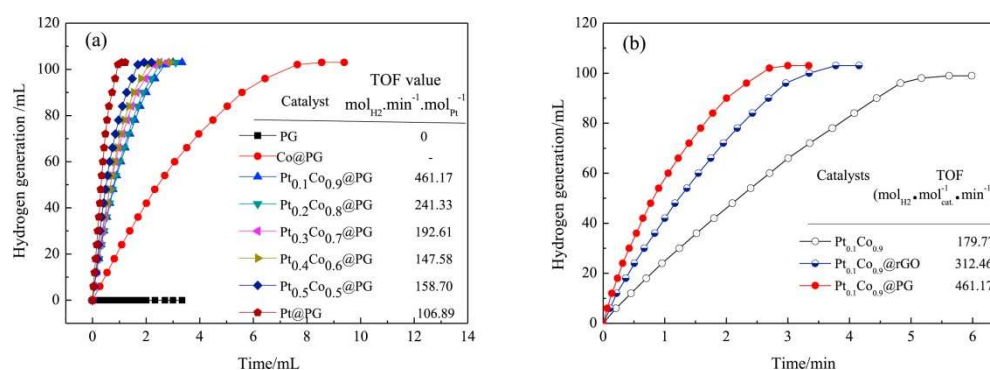 (a)
Hydrogen generation /mL
120
100
80
60
40
20
0
0 2 4 6 8 10 12 14
Time/mL
TOF value
Catalyst mol_H2·min⁻¹·mol_Pt⁻¹
PG 0
Co@PG -
Pt0.1Co0.9@PG 461.17
Pt0.2Co0.8@PG 241.33
Pt0.3Co0.7@PG 192.61
Pt0.4Co0.6@PG 147.58
Pt0.5Co0.5@PG 158.70
Pt@PG 106.89
(b)
Hydrogen generation/mL
120
100
80
60
40
20
0
0 1 2 3 4 5 6
Time/min
Catalysts TOF
(mol_H2•mol_cat.⁻¹•min⁻¹
Pt0.1Co0.9 179.77
Pt0.1Co0.9@rGO 312.46
Pt0.1Co0.9@PG 461.17